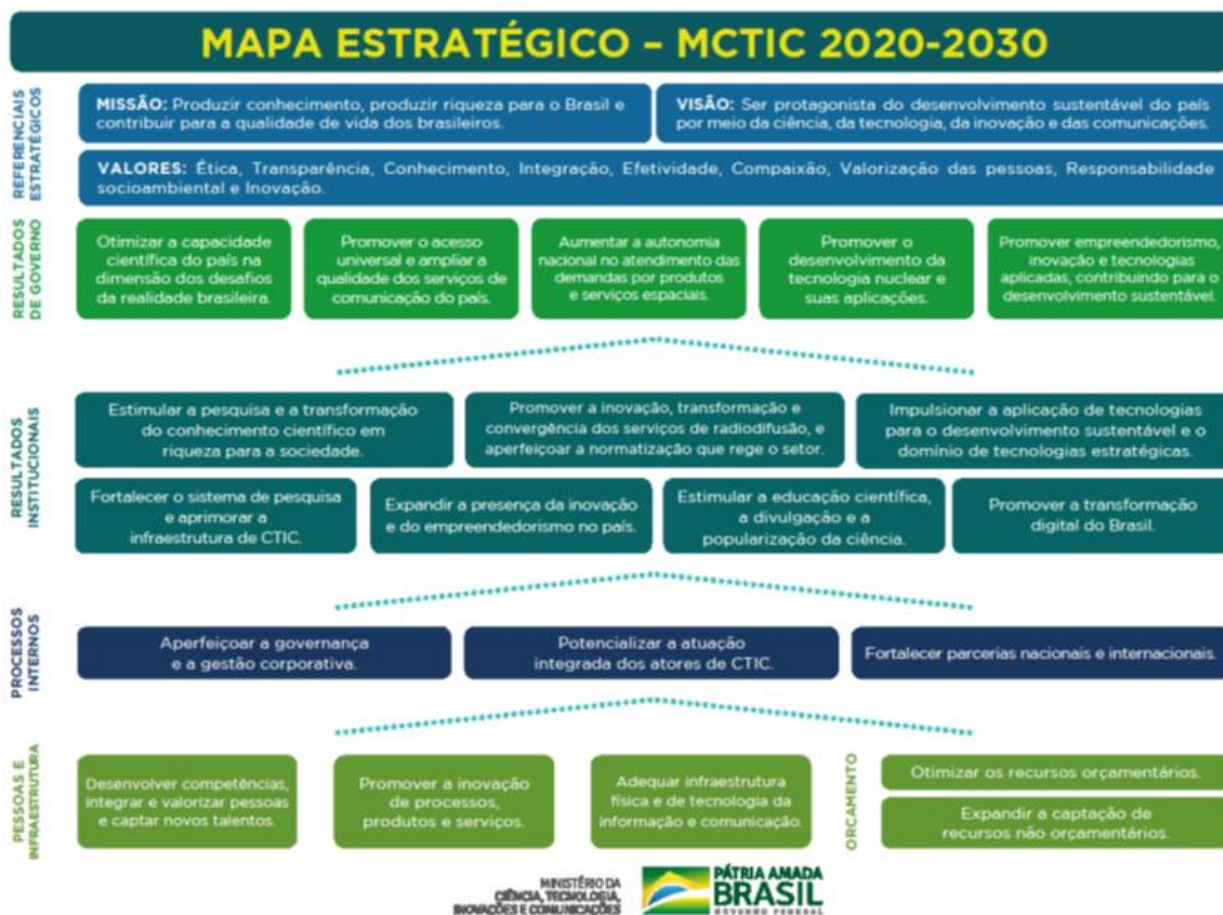 MAPA ESTRATÉGICO – MCTIC 2020-2030
REFERENCIAIS
ESTRATÉGICOS
MISSÃO: Produzir conhecimento, produzir riqueza para o Brasil e
contribuir para a qualidade de vida dos brasileiros.
VISÃO: Ser protagonista do desenvolvimento sustentável do país
por meio da ciência, da tecnologia, da inovação e das comunicações.
VALORES: Ética, Transparência, Conhecimento, Integração, Efetividade, Compaixão, Valorização das pessoas, Responsabilidade
socioambiental e Inovação.
RESULTADOS
DE GOVERNO
Otimizar a capacidade
científica do país na
dimensão dos desafios
da realidade brasileira.
Promover o acesso
universal e ampliar a
qualidade dos serviços de
comunicação do país.
Aumentar a autonomia
nacional no atendimento das
demandas por produtos
e serviços espaciais.
Promover o
desenvolvimento da
tecnologia nuclear e
suas aplicações.
Promover empreendedorismo,
inovação e tecnologias
aplicadas, contribuindo para o
desenvolvimento sustentável.
RESULTADOS
INSTITUCIONAIS
Estimular a pesquisa e a transformação
do conhecimento científico em
riqueza para a sociedade.
Promover a inovação, transformação e
convergência dos serviços de radiodifusão, e
aperfeiçoar a normatização que rege o setor.
Impulsionar a aplicação de tecnologias
para o desenvolvimento sustentável e o
domínio de tecnologias estratégicas.
Fortalecer o sistema de pesquisa
e aprimorar a
infraestrutura de CTIC.
Expandir a presença da inovação
e do empreendedorismo no país.
Estimular a educação científica,
a divulgação e a
popularização da ciência.
Promover a transformação
digital do Brasil.
PROCESSOS
INTERNOS
Aperfeiçoar a governança
e a gestão corporativa.
Potencializar a atuação
integrada dos atores de CTIC.
Fortalecer parcerias nacionais e internacionais.
PESSOAS E
INFRAESTRUTURA
Desenvolver competências,
integrar e valorizar pessoas
e captar novos talentos.
Promover a inovação
de processos,
produtos e serviços.
Adequar infraestrutura
física e de tecnologia da
informação e comunicação.
ORÇAMENTO
Otimizar os recursos orçamentários.
Expandir a captação de
recursos não orçamentários.
MINISTÉRIO DA
CIÊNCIA, TECNOLOGIA,
INOVAÇÕES E COMUNICAÇÕES
PÁTRIA AMADA
BRASIL
GOVERNO FEDERAL